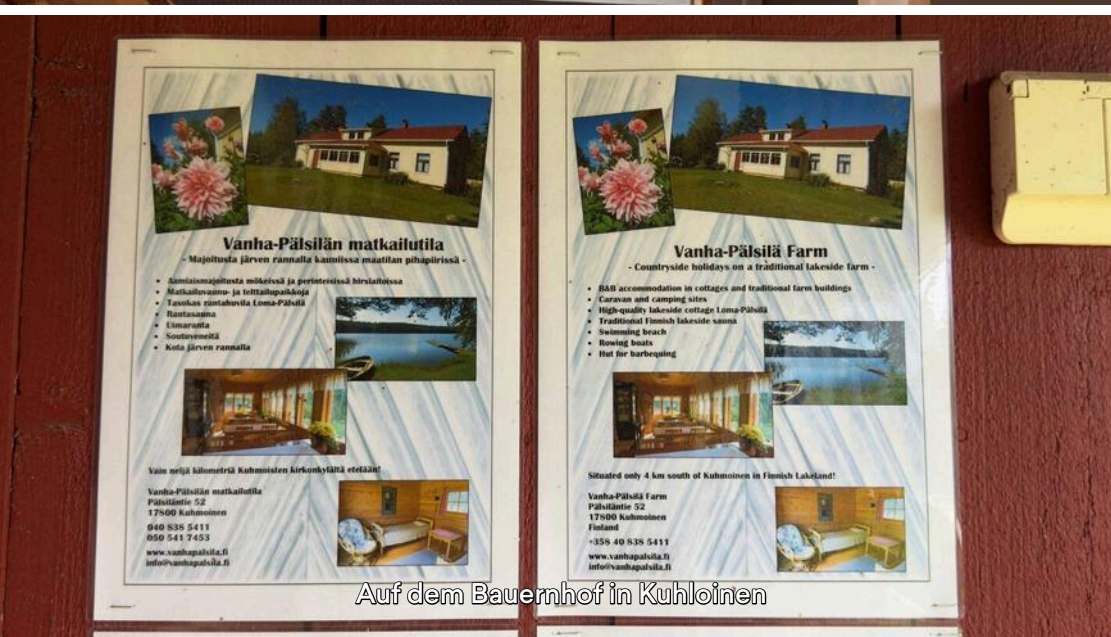 Vanha-Pälsilän matkailutila
- Majoitusta järven rannalla kauniissa maatilan pihapiirissä -
• Aamiaismajoitusta mökeissä ja perinteisissä hirsiaitoissa
• Matkailuvaunu- ja telttailupaikkoja
• Tasokas rantahuvila Loma-Pälsilä
• Rantasauna
• Uimaranta
• Soutuveneitä
• Kota järven rannalla
Vain neljä kilometriä Kuhmoisten kirkonkylältä etelään!
Vanha-Pälsilän matkailutila
Pälsiläntie 52
17800 Kuhmoinen
040 838 5411
050 541 7453
www.vanhapalsila.fi
info@vanhapalsila.fi
Vanha-Pälsilä Farm
- Countryside holidays on a traditional lakeside farm -
• B&B accommodation in cottages and traditional farm buildings
• Caravan and camping sites
• High-quality lakeside cottage Loma-Pälsilä
• Traditional Finnish lakeside sauna
• Swimming beach
• Rowing boats
• Hut for barbequing
Situated only 4 km south of Kuhmoinen in Finnish Lakeland!
Vanha-Pälsilä Farm
Pälsiläntie 52
17800 Kuhmoinen
Finland
+358 40 838 5411
www.vanhapalsila.fi
info@vanhapalsila.fi
Auf dem Bauernhof in Kuhloinen